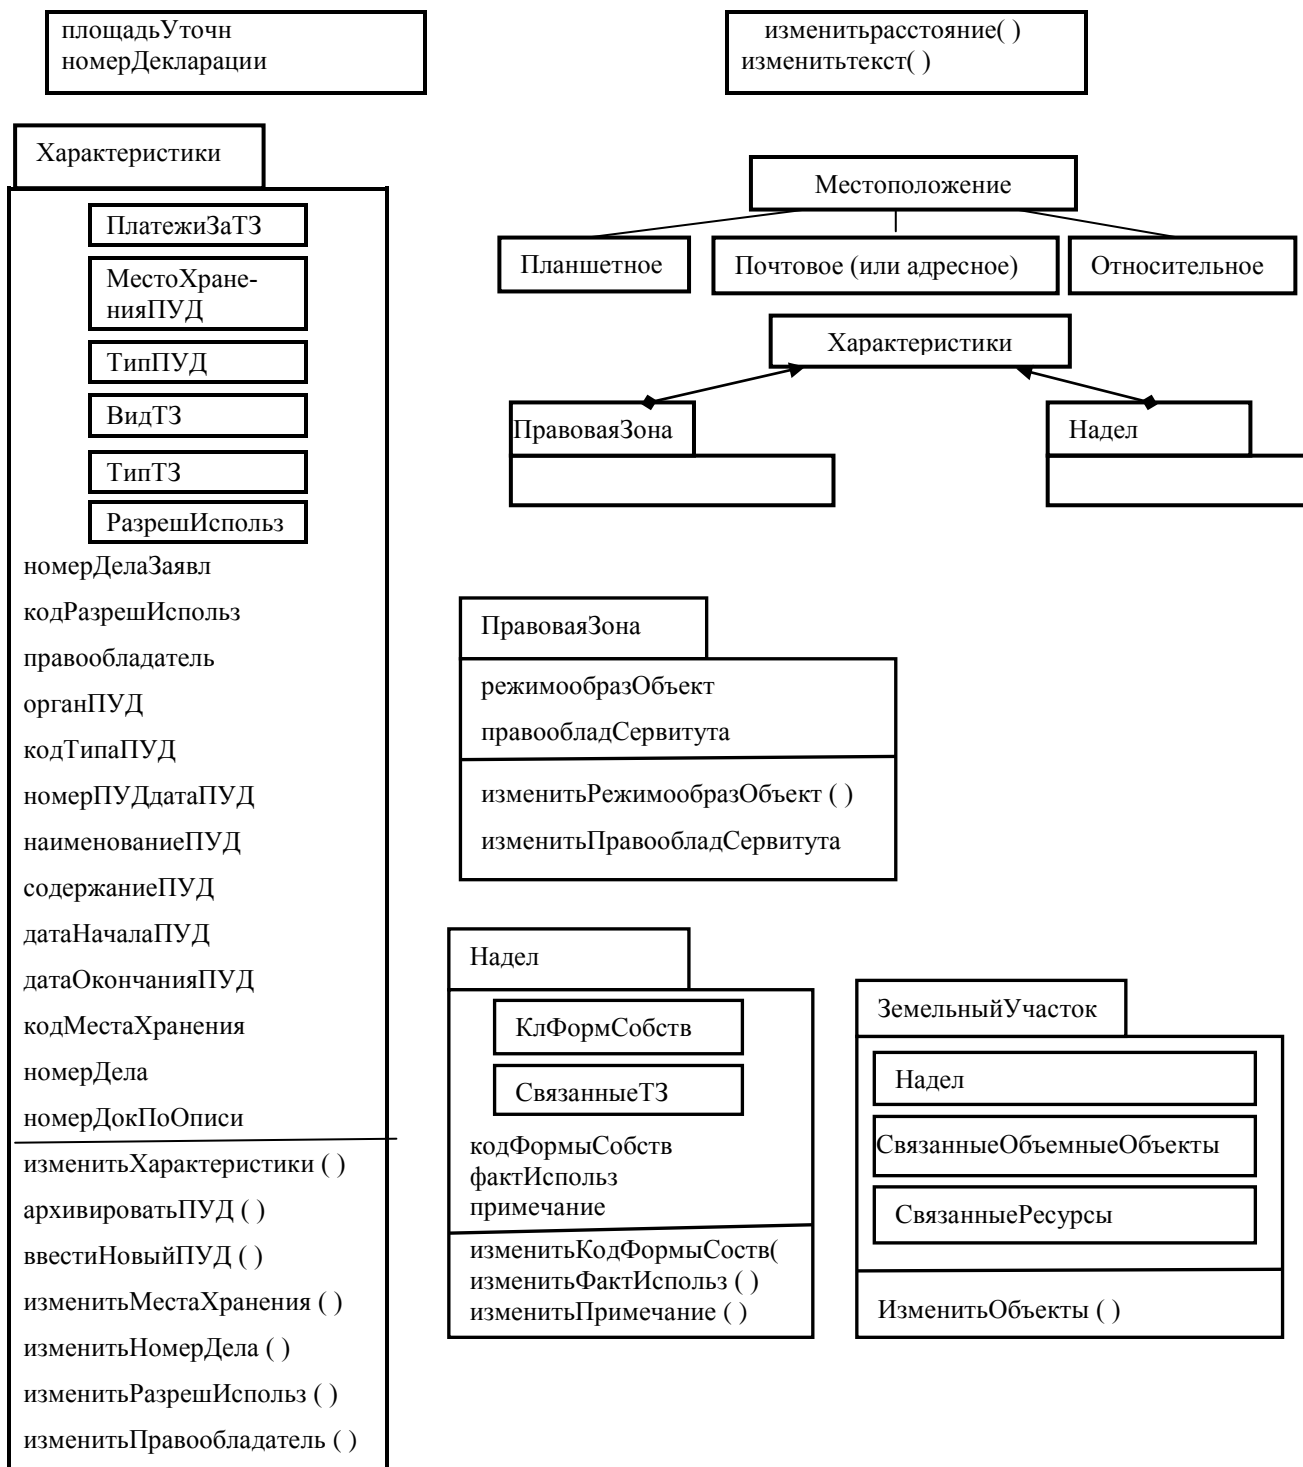 площадьУточн
номерДекларации
изменитьрасстояние( )
изменитьтекст( )
Характеристики
ПлатежиЗаТЗ
МестоХране-
нияПУД
ТипПУД
ВидТЗ
ТипТЗ
РазрешИспольз
номерДелаЗаявл
кодРазрешИспольз
правообладатель
органПУД
кодТипаПУД
номерПУДдатаПУД
наименованиеПУД
содержаниеПУД
датаНачалаПУД
датаОкончанияПУД
кодМестаХранения
номерДела
номерДокПоОписи
изменитьХарактеристики ( )
архивироватьПУД ( )
ввестиНовыйПУД ( )
изменитьМестаХранения ( )
изменитьНомерДела ( )
изменитьРазрешИспольз ( )
изменитьПравообладатель ( )
Местоположение
Планшетное
Почтовое (или адресное)
Относительное
Характеристики
ПравоваяЗона
Надел
ПравоваяЗона
режимообразОбъект
правообладСервитута
изменитьРежимообразОбъект ( )
изменитьПравообладСервитута
Надел
КлФормСобств
СвязанныеТЗ
кодФормыСобств
фактИспольз
примечание
изменитьКодФормыСоств(
изменитьФактИспольз ( )
изменитьПримечание ( )
ЗемельныйУчасток
Надел
СвязанныеОбъемныеОбъекты
СвязанныеРесурсы
ИзменитьОбъекты ( )